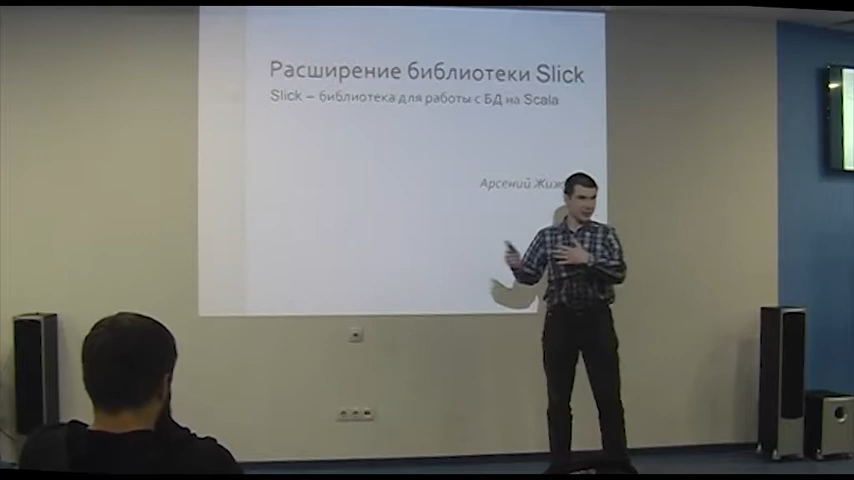 Расширение библиотеки Slick
Slick – библиотека для работы с БД на Scala
Арсений